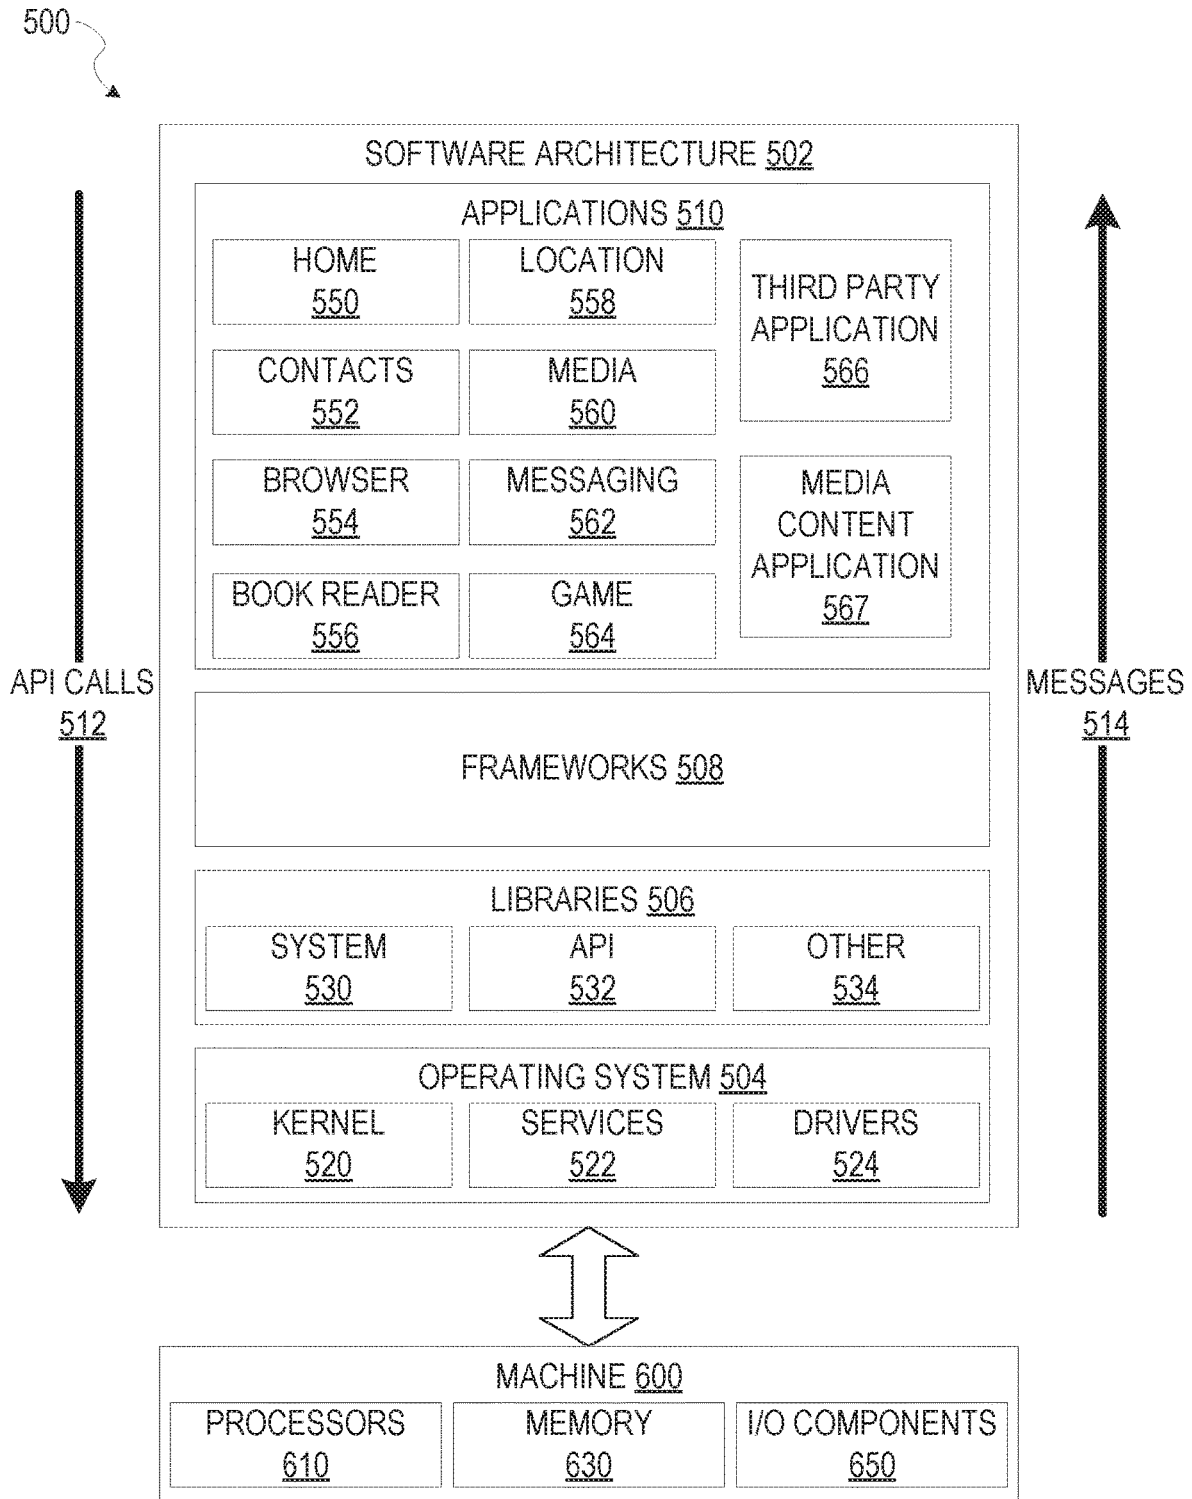 500
SOFTWARE ARCHITECTURE 502
APPLICATIONS 510
HOME
550
LOCATION
558
THIRD PARTY
APPLICATION
566
CONTACTS
552
MEDIA
560
BROWSER
554
MESSAGING
562
MEDIA
CONTENT
APPLICATION
567
BOOK READER
556
GAME
564
API CALLS
512
MESSAGES
514
FRAMEWORKS 508
LIBRARIES 506
SYSTEM
530
API
532
OTHER
534
OPERATING SYSTEM 504
KERNEL
520
SERVICES
522
DRIVERS
524
MACHINE 600
PROCESSORS
610
MEMORY
630
I/O COMPONENTS
650